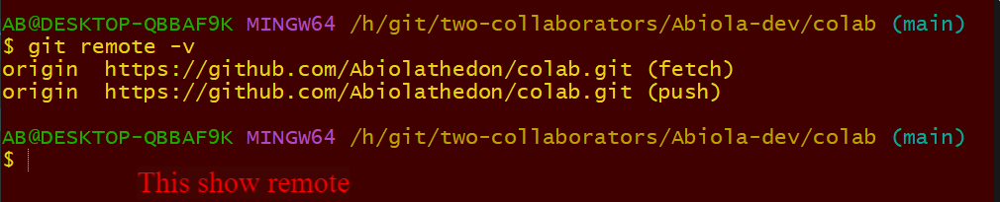 AB@DESKTOP-QBBAF9K MINGW64 /h/git/two-collaborators/Abiola-dev/colab (main)
$ git remote -v
origin  https://github.com/Abiolathedon/colab.git (fetch)
origin  https://github.com/Abiolathedon/colab.git (push)
AB@DESKTOP-QBBAF9K MINGW64 /h/git/two-collaborators/Abiola-dev/colab (main)
$
This show remote